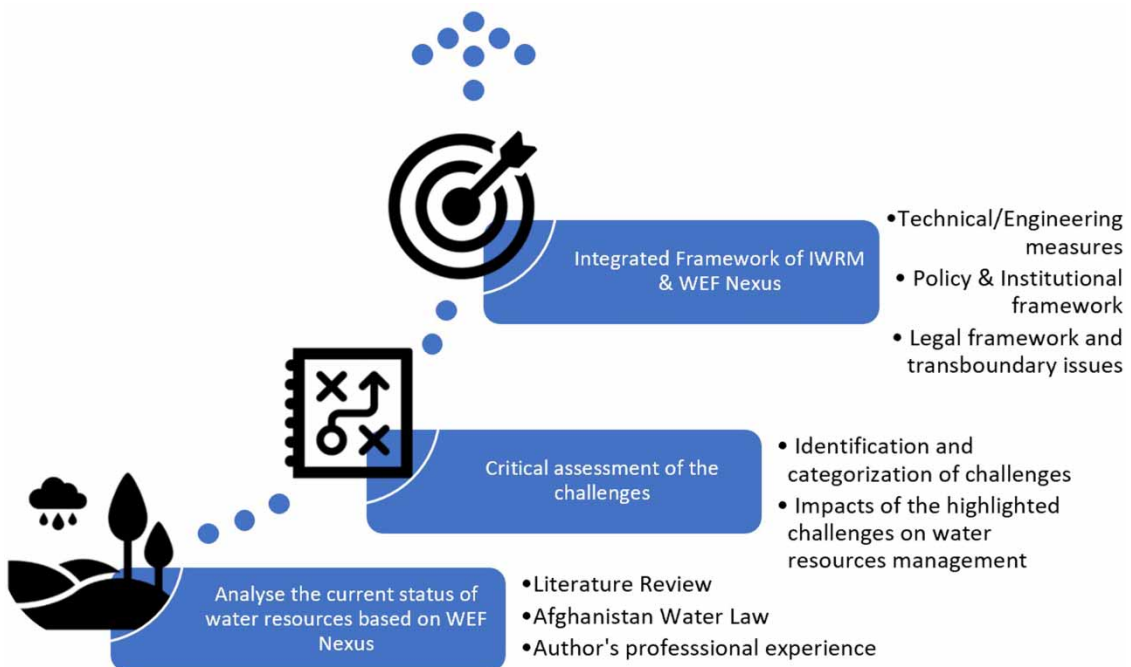 Integrated Framework of IWRM
& WEF Nexus
•Technical/Engineering
measures
• Policy & Institutional
framework
• Legal framework and
transboundary issues
Critical assessment of the
challenges
• Identification and
categorization of challenges
• Impacts of the highlighted
challenges on water
resources management
Analyse the current status of
water resources based on WEF
Nexus
•Literature Review
•Afghanistan Water Law
•Author's professsional experience